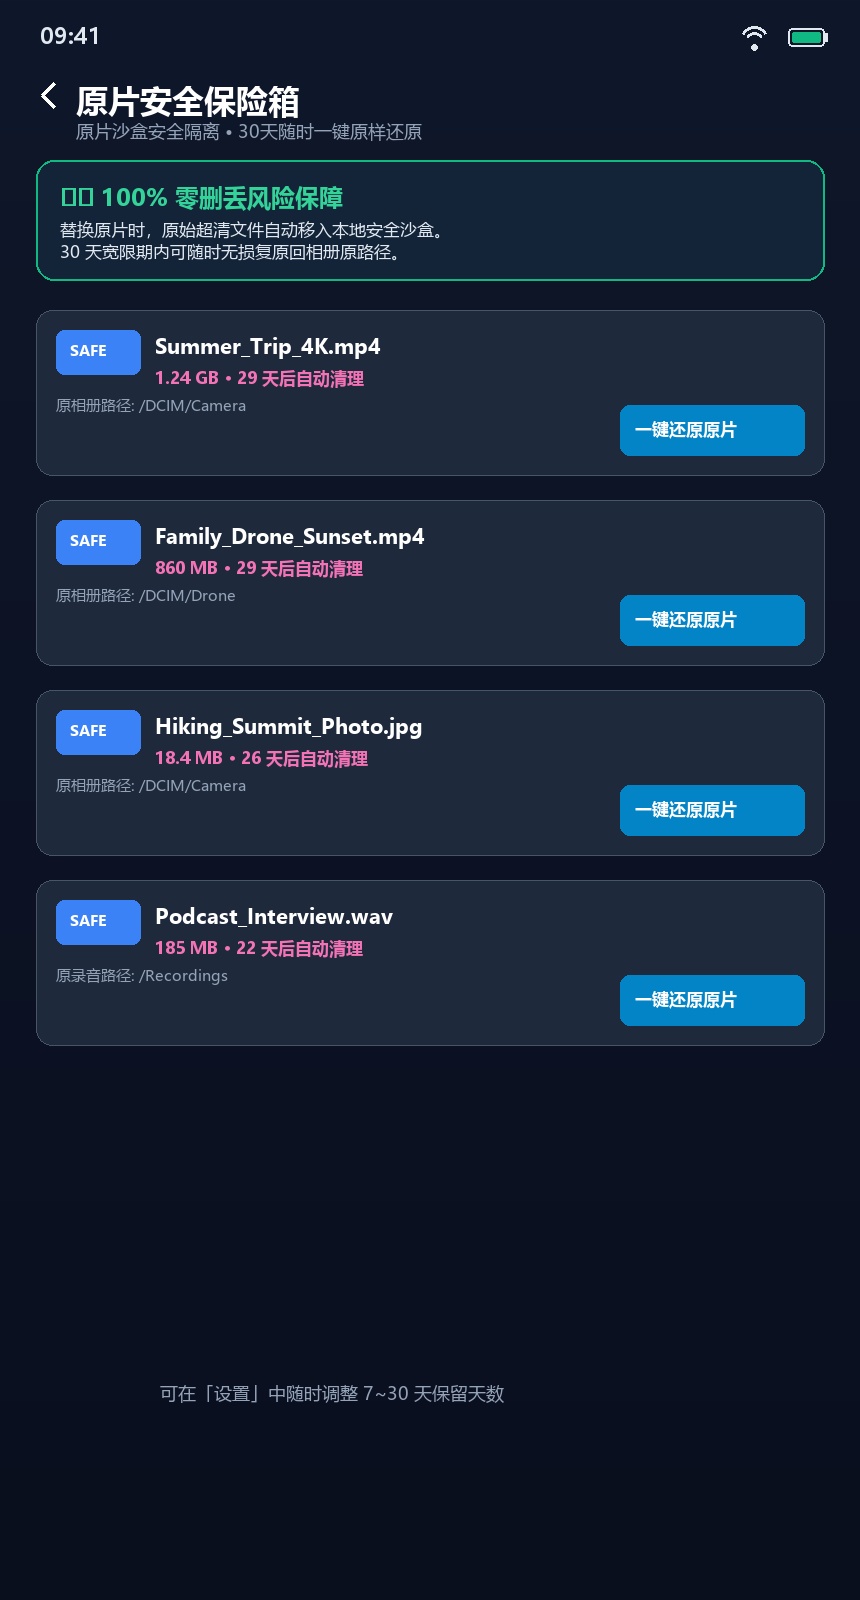 09:41
原片安全保险箱
原片沙盒安全隔离 • 30天随时一键原样还原
100% 零删丢风险保障
替换原片时，原始超清文件自动移入本地安全沙盒。
30 天宽限期内可随时无损复原回相册原路径。
SAFE
Summer_Trip_4K.mp4
1.24 GB • 29 天后自动清理
原相册路径: /DCIM/Camera
一键还原原片
SAFE
Family_Drone_Sunset.mp4
860 MB • 29 天后自动清理
原相册路径: /DCIM/Drone
一键还原原片
SAFE
Hiking_Summit_Photo.jpg
18.4 MB • 26 天后自动清理
原相册路径: /DCIM/Camera
一键还原原片
SAFE
Podcast_Interview.wav
185 MB • 22 天后自动清理
原录音路径: /Recordings
一键还原原片
可在「设置」中随时调整 7~30 天保留天数